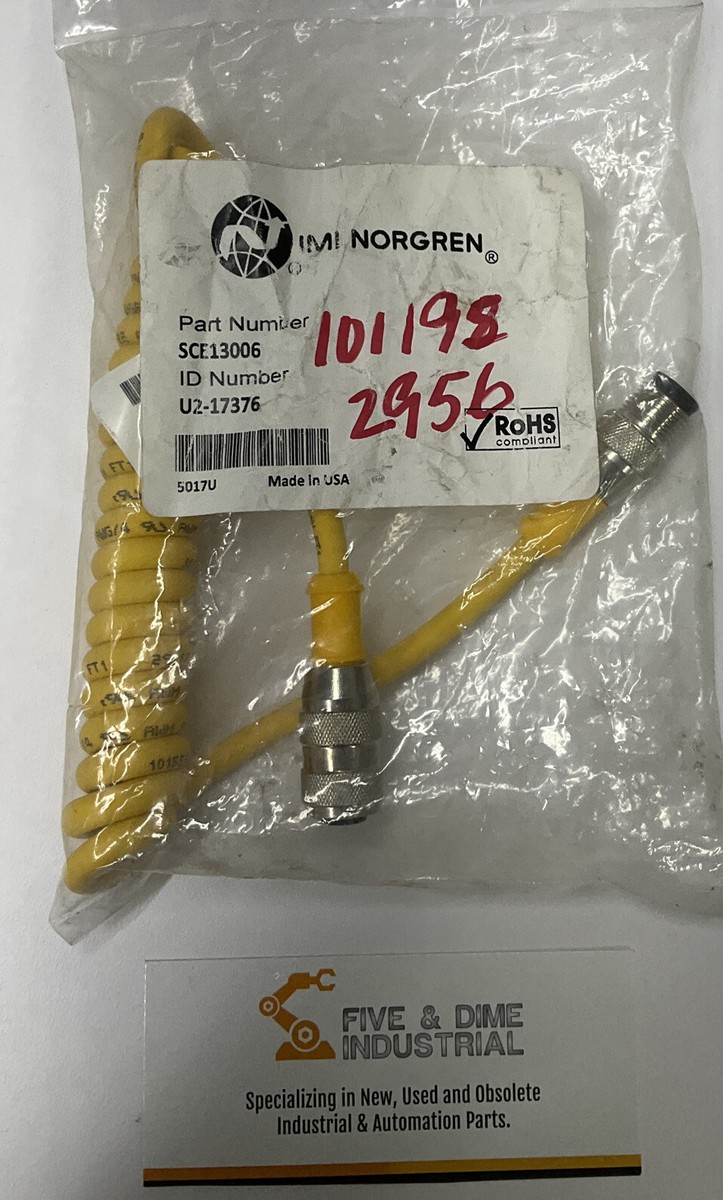 IMI NORGREN®
Part Number
SCE13006
101198
ID Number
U2-17376
2956
RoHS
compliant
5017U
Made in USA
FIVE & DIME
INDUSTRIAL
Specializing in New, Used and Obsolete
Industrial & Automation Parts.